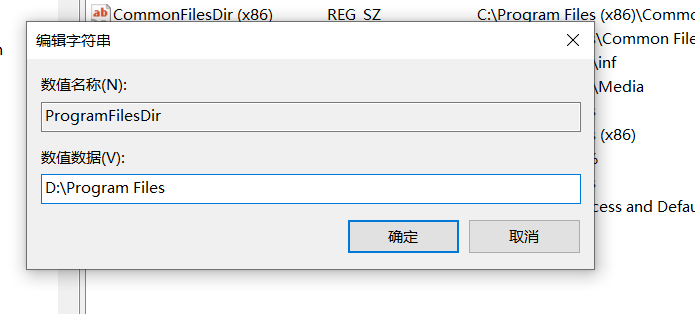 ab CommonFilesDir (x86) REG_SZ C:\Program Files (x86)\Commo
编辑字符串
\Common File
数值名称(N):
\inf
\Media
ProgramFilesDir
s
s (x86)
数值数据(V):
%
D:\Program Files
s
cess and Defau
确定 取消